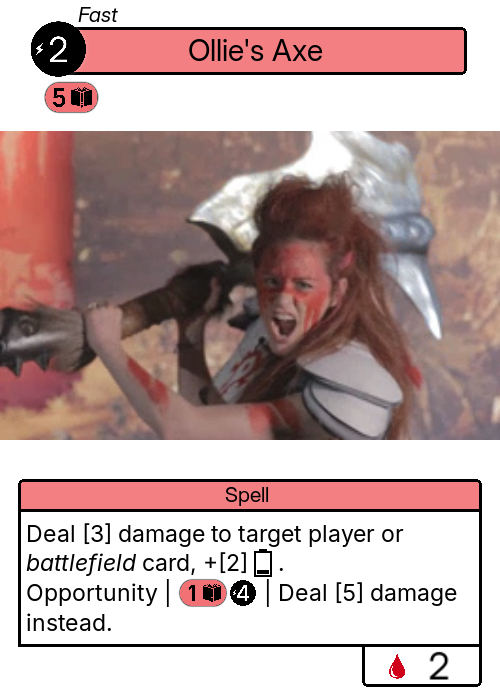 Fast
2
Ollie's Axe
5
Spell
Deal [3] damage to target player or
battlefield card, +[2] .
Opportunity | 1 4 | Deal [5] damage
instead.
2